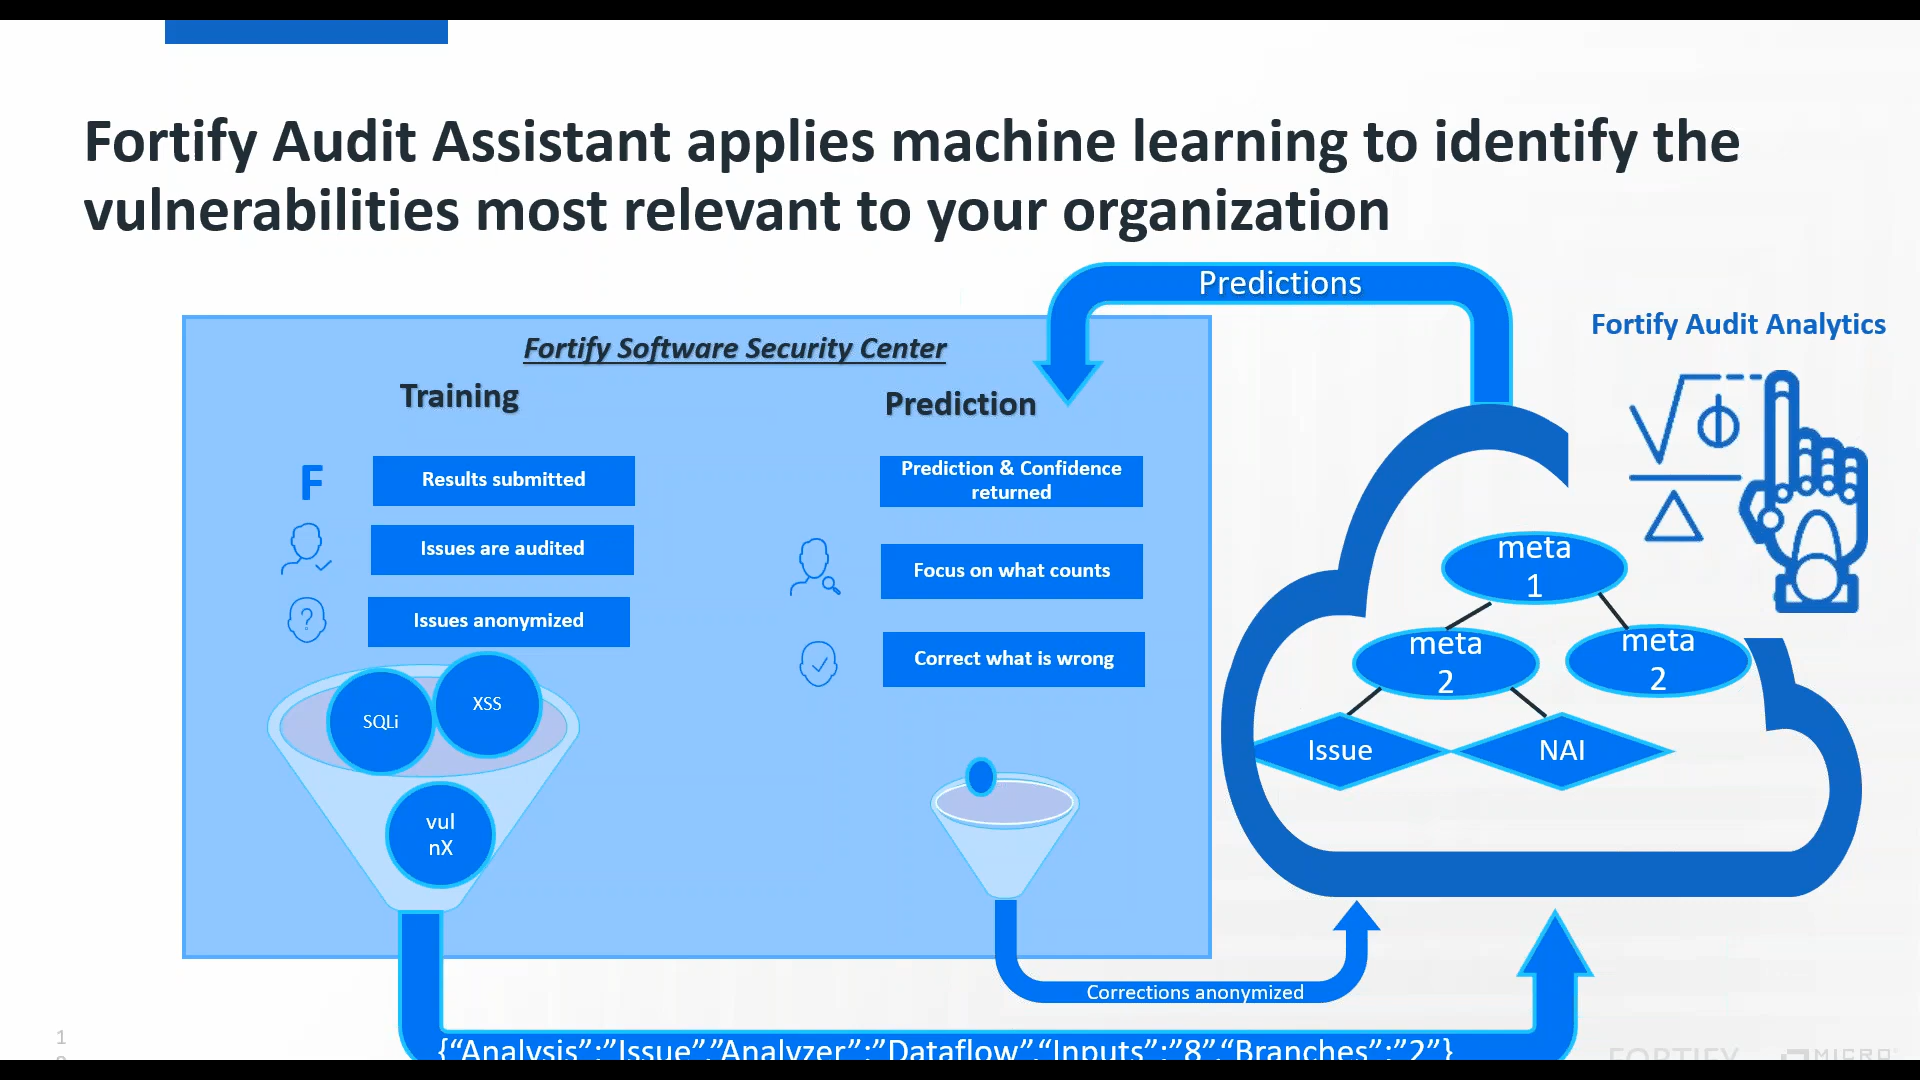 Fortify Audit Assistant applies machine learning to identify the
vulnerabilities most relevant to your organization
Predictions
Fortify Audit Analytics
Fortify Software Security Center
Training
Prediction
F
Results submitted
Issues are audited
?
Issues anonymized
SQLi
XSS
vul
nX
Prediction & Confidence
returned
Focus on what counts
Correct what is wrong
√ϕ
Δ
meta
1
meta
2
meta
2
Issue
NAI
Corrections anonymized
{“Analysis”:”Issue”,”Analyzer”:”Dataflow”,“Inputs”:”8”,“Branches”:”2”}
1
FORTIFY
MICRO